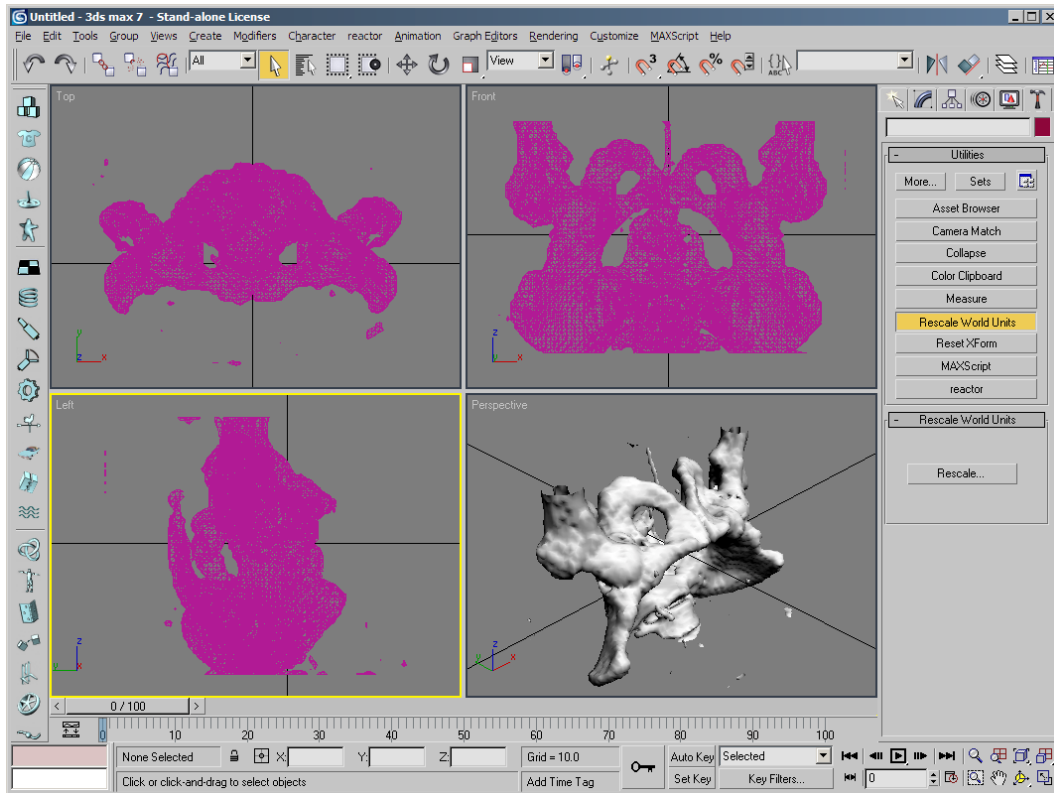 Untitled - 3ds max 7 - Stand-alone License
File Edit Tools Group Views Create Modifiers Character reactor Animation Graph Editors Rendering Customize MAXScript Help
All View 3 % ABC
Top
y
z x
Front
z
x
Left
z
y x
Perspective
z
y x
Utilities
More... Sets
Asset Browser
Camera Match
Collapse
Color Clipboard
Measure
Rescale World Units
Reset XForm
MAXScript
reactor
Rescale World Units
Rescale...
< 0 / 100 >
0 10 20 30 40 50 60 70 80 90 100
None Selected X: Y: Z: Grid = 10.0 Auto Key Selected
Click or click-and-drag to select objects Add Time Tag Set Key Key Filters... 0